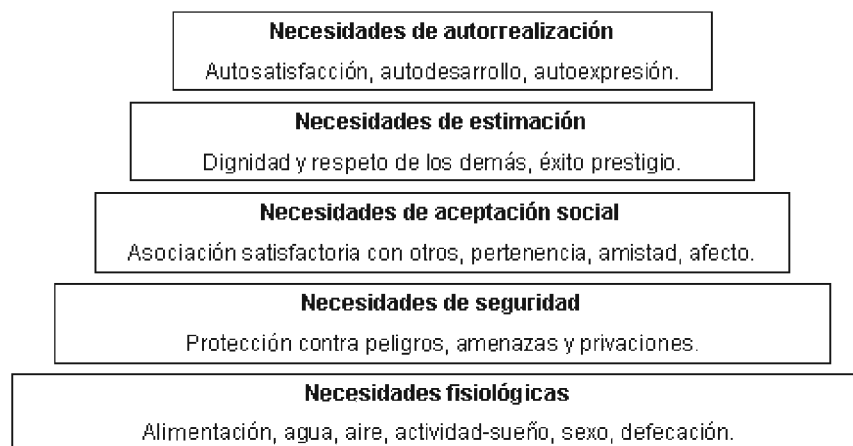 Necesidades de autorrealización
Autosatisfacción, autodesarrollo, autoexpresión.
Necesidades de estimación
Dignidad y respeto de los demás, éxito prestigio.
Necesidades de aceptación social
Asociación satisfactoria con otros, pertenencia, amistad, afecto.
Necesidades de seguridad
Protección contra peligros, amenazas y privaciones.
Necesidades fisiológicas
Alimentación, agua, aire, actividad-sueño, sexo, defecación.